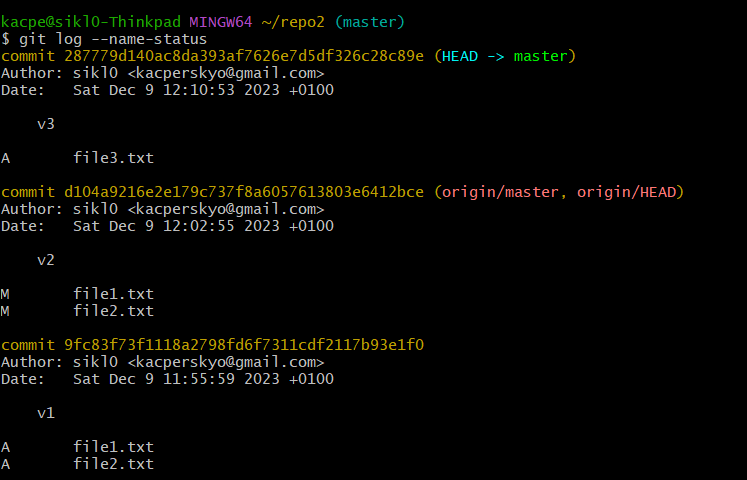 kacpe@sikl0-Thinkpad MINGW64 ~/repo2 (master)
$ git log --name-status
commit 287779d140ac8da393af7626e7d5df326c28c89e (HEAD -> master)
Author: sikl0 <kacperskyo@gmail.com>
Date:   Sat Dec 9 12:10:53 2023 +0100
    v3
A       file3.txt
commit d104a9216e2e179c737f8a6057613803e6412bce (origin/master, origin/HEAD)
Author: sikl0 <kacperskyo@gmail.com>
Date:   Sat Dec 9 12:02:55 2023 +0100
    v2
M       file1.txt
M       file2.txt
commit 9fc83f73f1118a2798fd6f7311cdf2117b93e1f0
Author: sikl0 <kacperskyo@gmail.com>
Date:   Sat Dec 9 11:55:59 2023 +0100
    v1
A       file1.txt
A       file2.txt